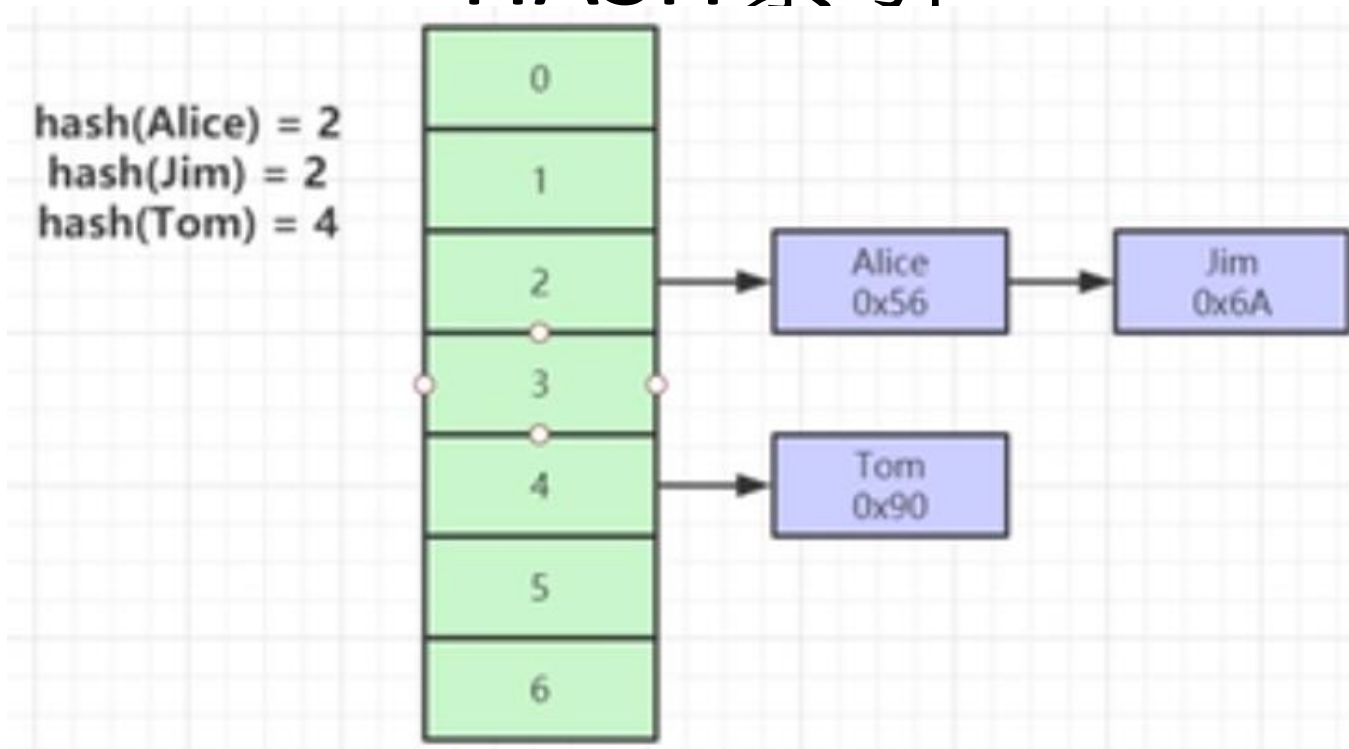 hash(Alice) = 2
hash(Jim) = 2
hash(Tom) = 4
0
1
2
Alice
0x56
Jim
0x6A
3
4
Tom
0x90
5
6